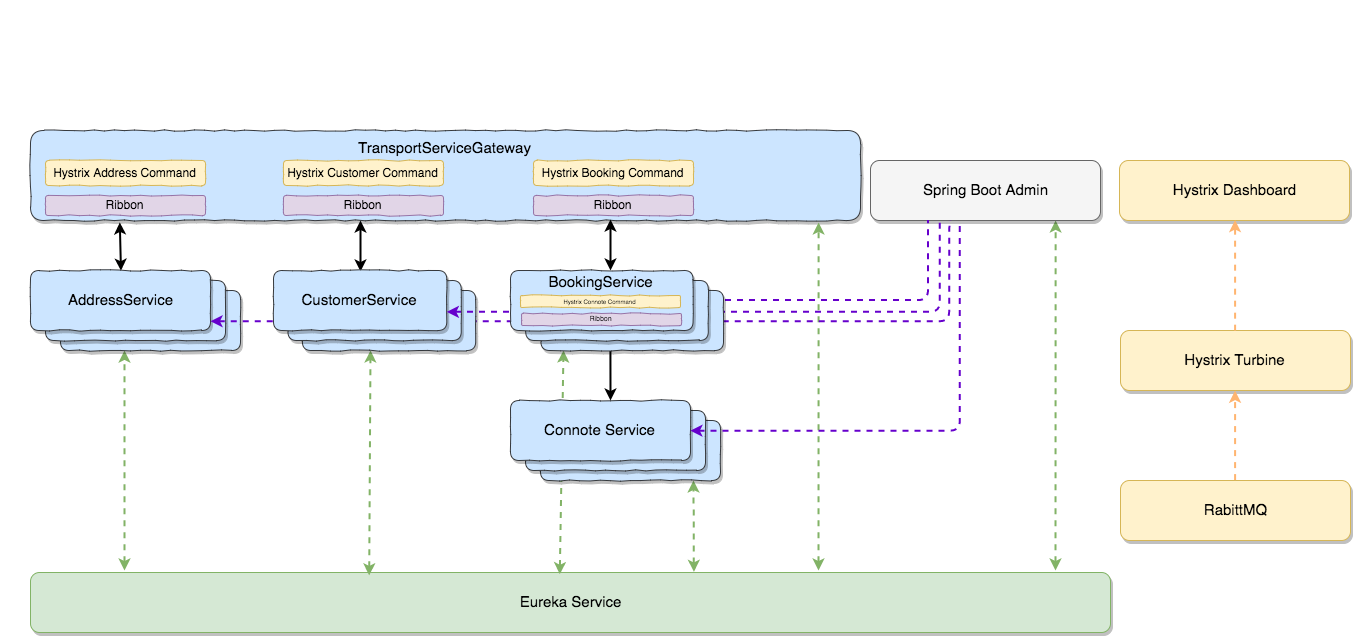 TransportServiceGateway
Hystrix Address Command
Hystrix Customer Command
Hystrix Booking Command
Ribbon
Ribbon
Ribbon
Spring Boot Admin
Hystrix Dashboard
AddressService
CustomerService
BookingService
Hystrix Connote Command
Ribbon
Hystrix Turbine
Connote Service
RabittMQ
Eureka Service